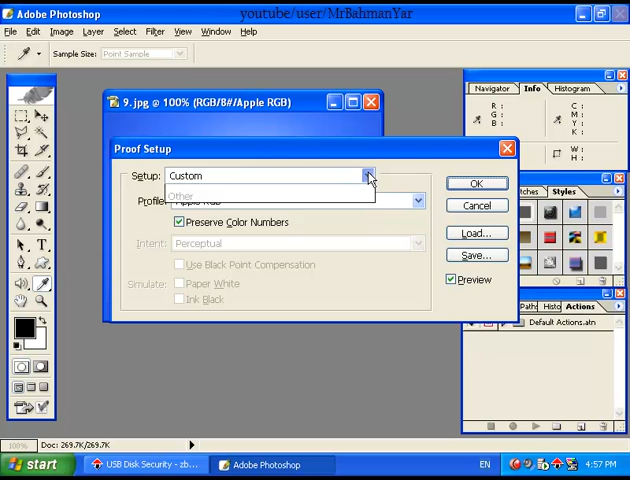 youtube/user/MrBahmanYar
Adobe Photoshop
File Edit Image Layer Select Filter View Window Help
Sample Size: Point Sample
Navigator Info Histogram
9.jpg @ 100% (RGB/8#/Apple RGB)
R :
G :
B :
C :
M :
Y :
K :
W :
H :
Proof Setup
Setup: Custom
Other
Profile: Apple RGB
Preserve Color Numbers
Intent: Perceptual
Use Black Point Compensation
Simulate: Paper White
Ink Black
OK
Cancel
Load...
Save...
Preview
Styles
Actions
Default Actions.atn
100% Doc: 269.7K/269.7K
start
USB Disk Security - zb...
Adobe Photoshop
EN
4:57 PM